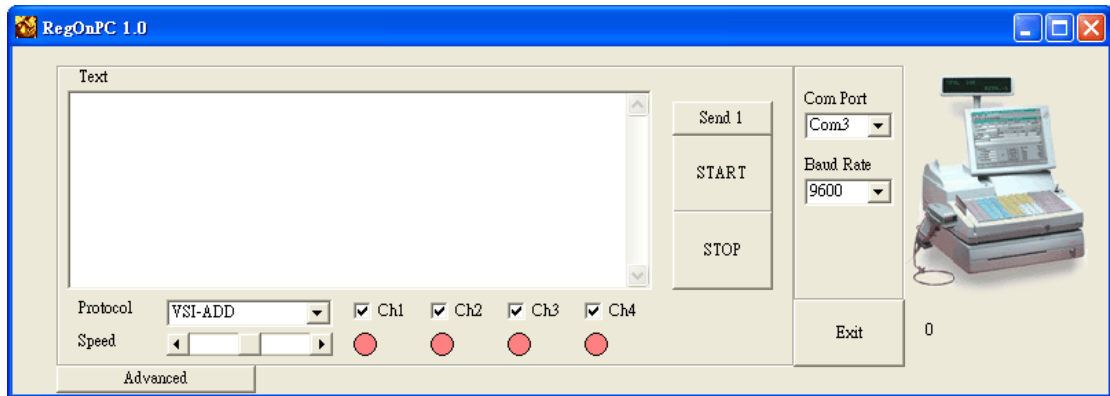 RegOnPC 1.0
Text
Send 1
START
STOP
Com Port
Com3
Baud Rate
9600
Protocol
VSI-ADD
Ch1 Ch2 Ch3 Ch4
Speed
Exit
0
Advanced